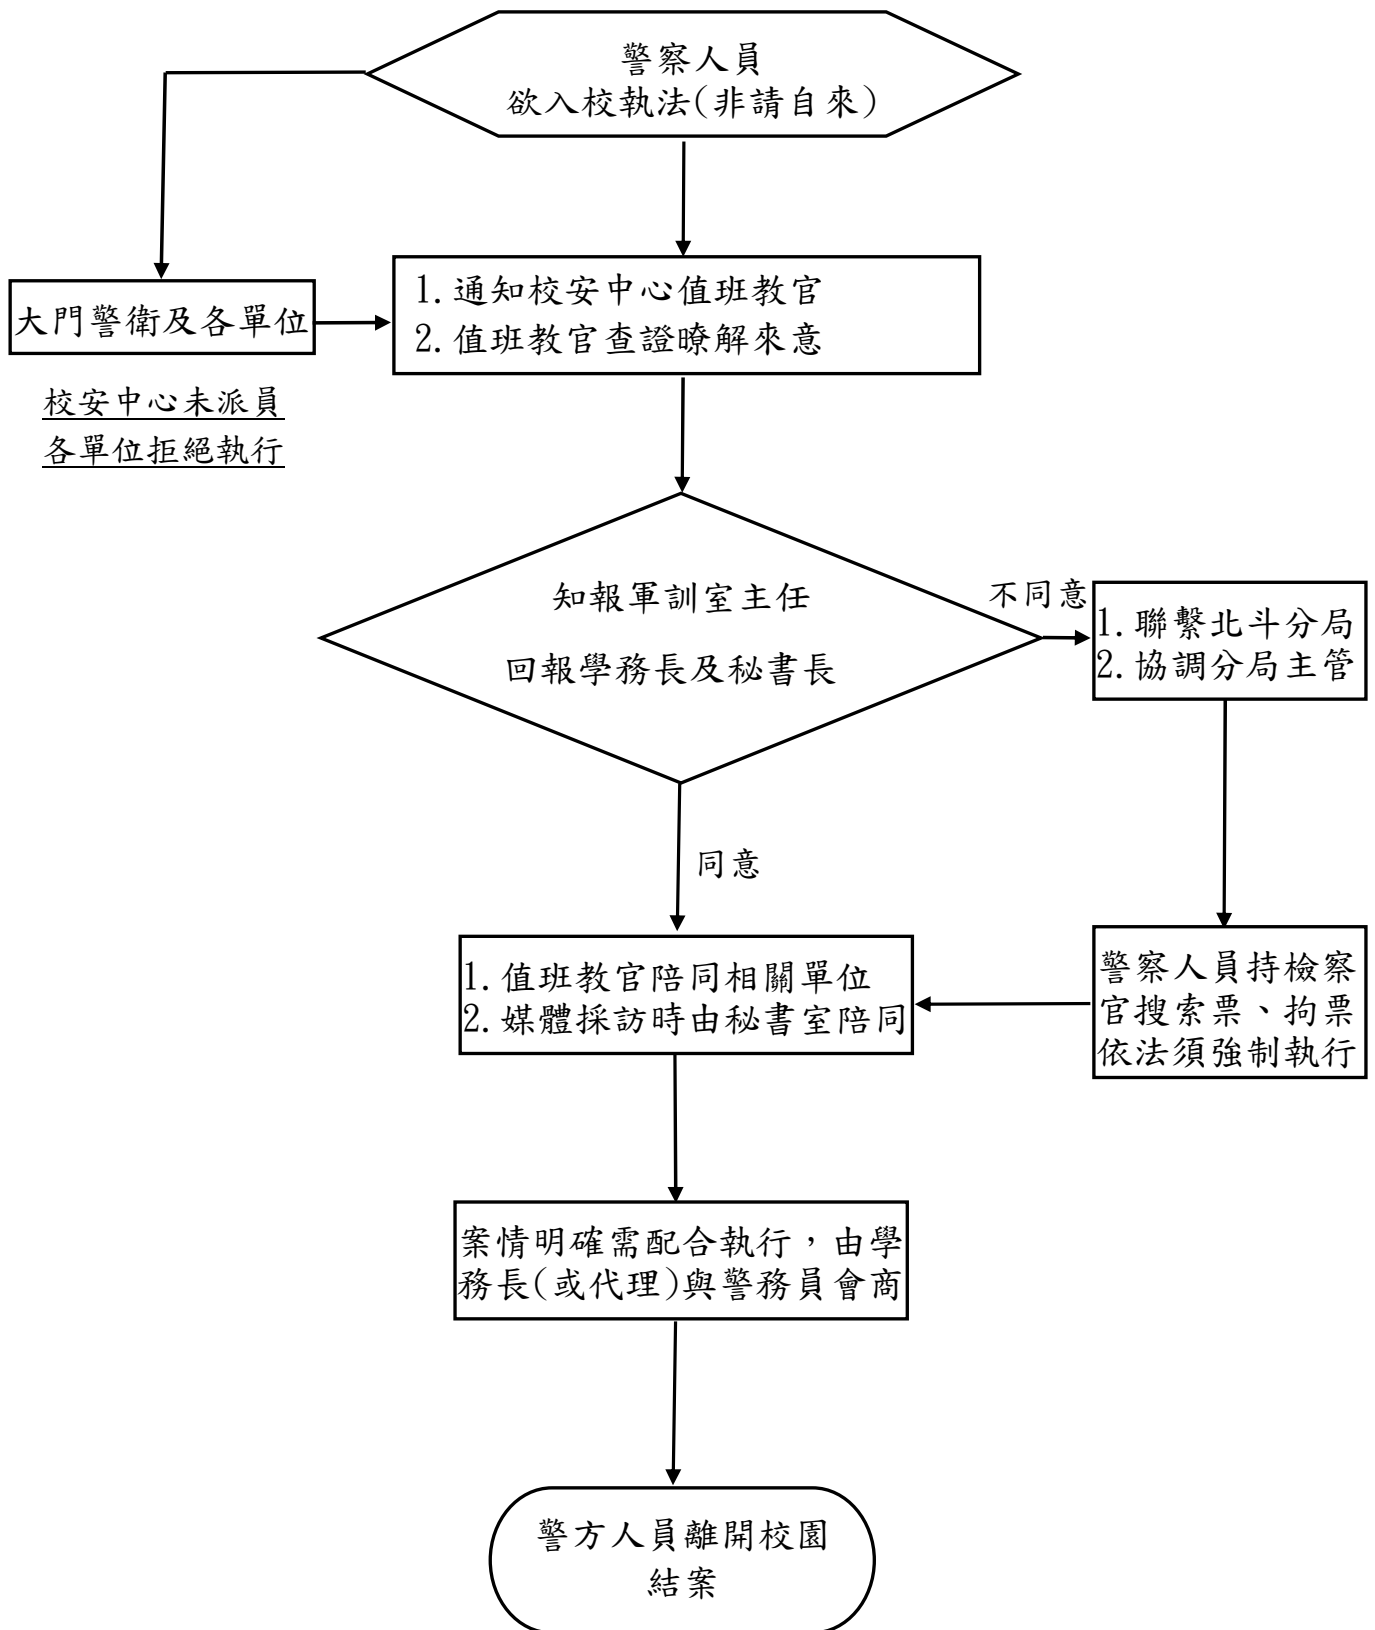 警察人員
欲入校執法(非請自來)
大門警衛及各單位
1.通知校安中心值班教官
2.值班教官查證瞭解來意
校安中心未派員
各單位拒絕執行
知報軍訓室主任
回報學務長及秘書長
不同意
1.聯繫北斗分局
2.協調分局主管
同意
1.值班教官陪同相關單位
2.媒體採訪時由秘書室陪同
警察人員持檢察
官搜索票、拘票
依法須強制執行
案情明確需配合執行，由學
務長(或代理)與警務員會商
警方人員離開校園
結案